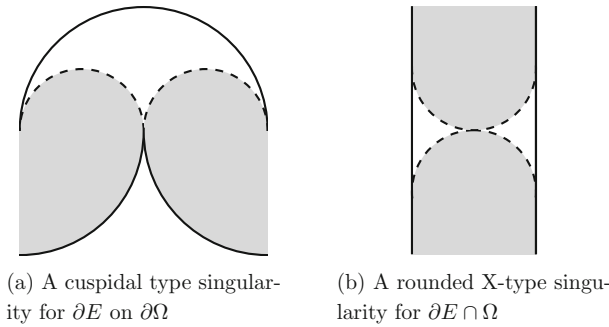 (a) A cuspidal type singular-
ity for ∂E on ∂Ω
(b) A rounded X-type singu-
larity for ∂E ∩ Ω